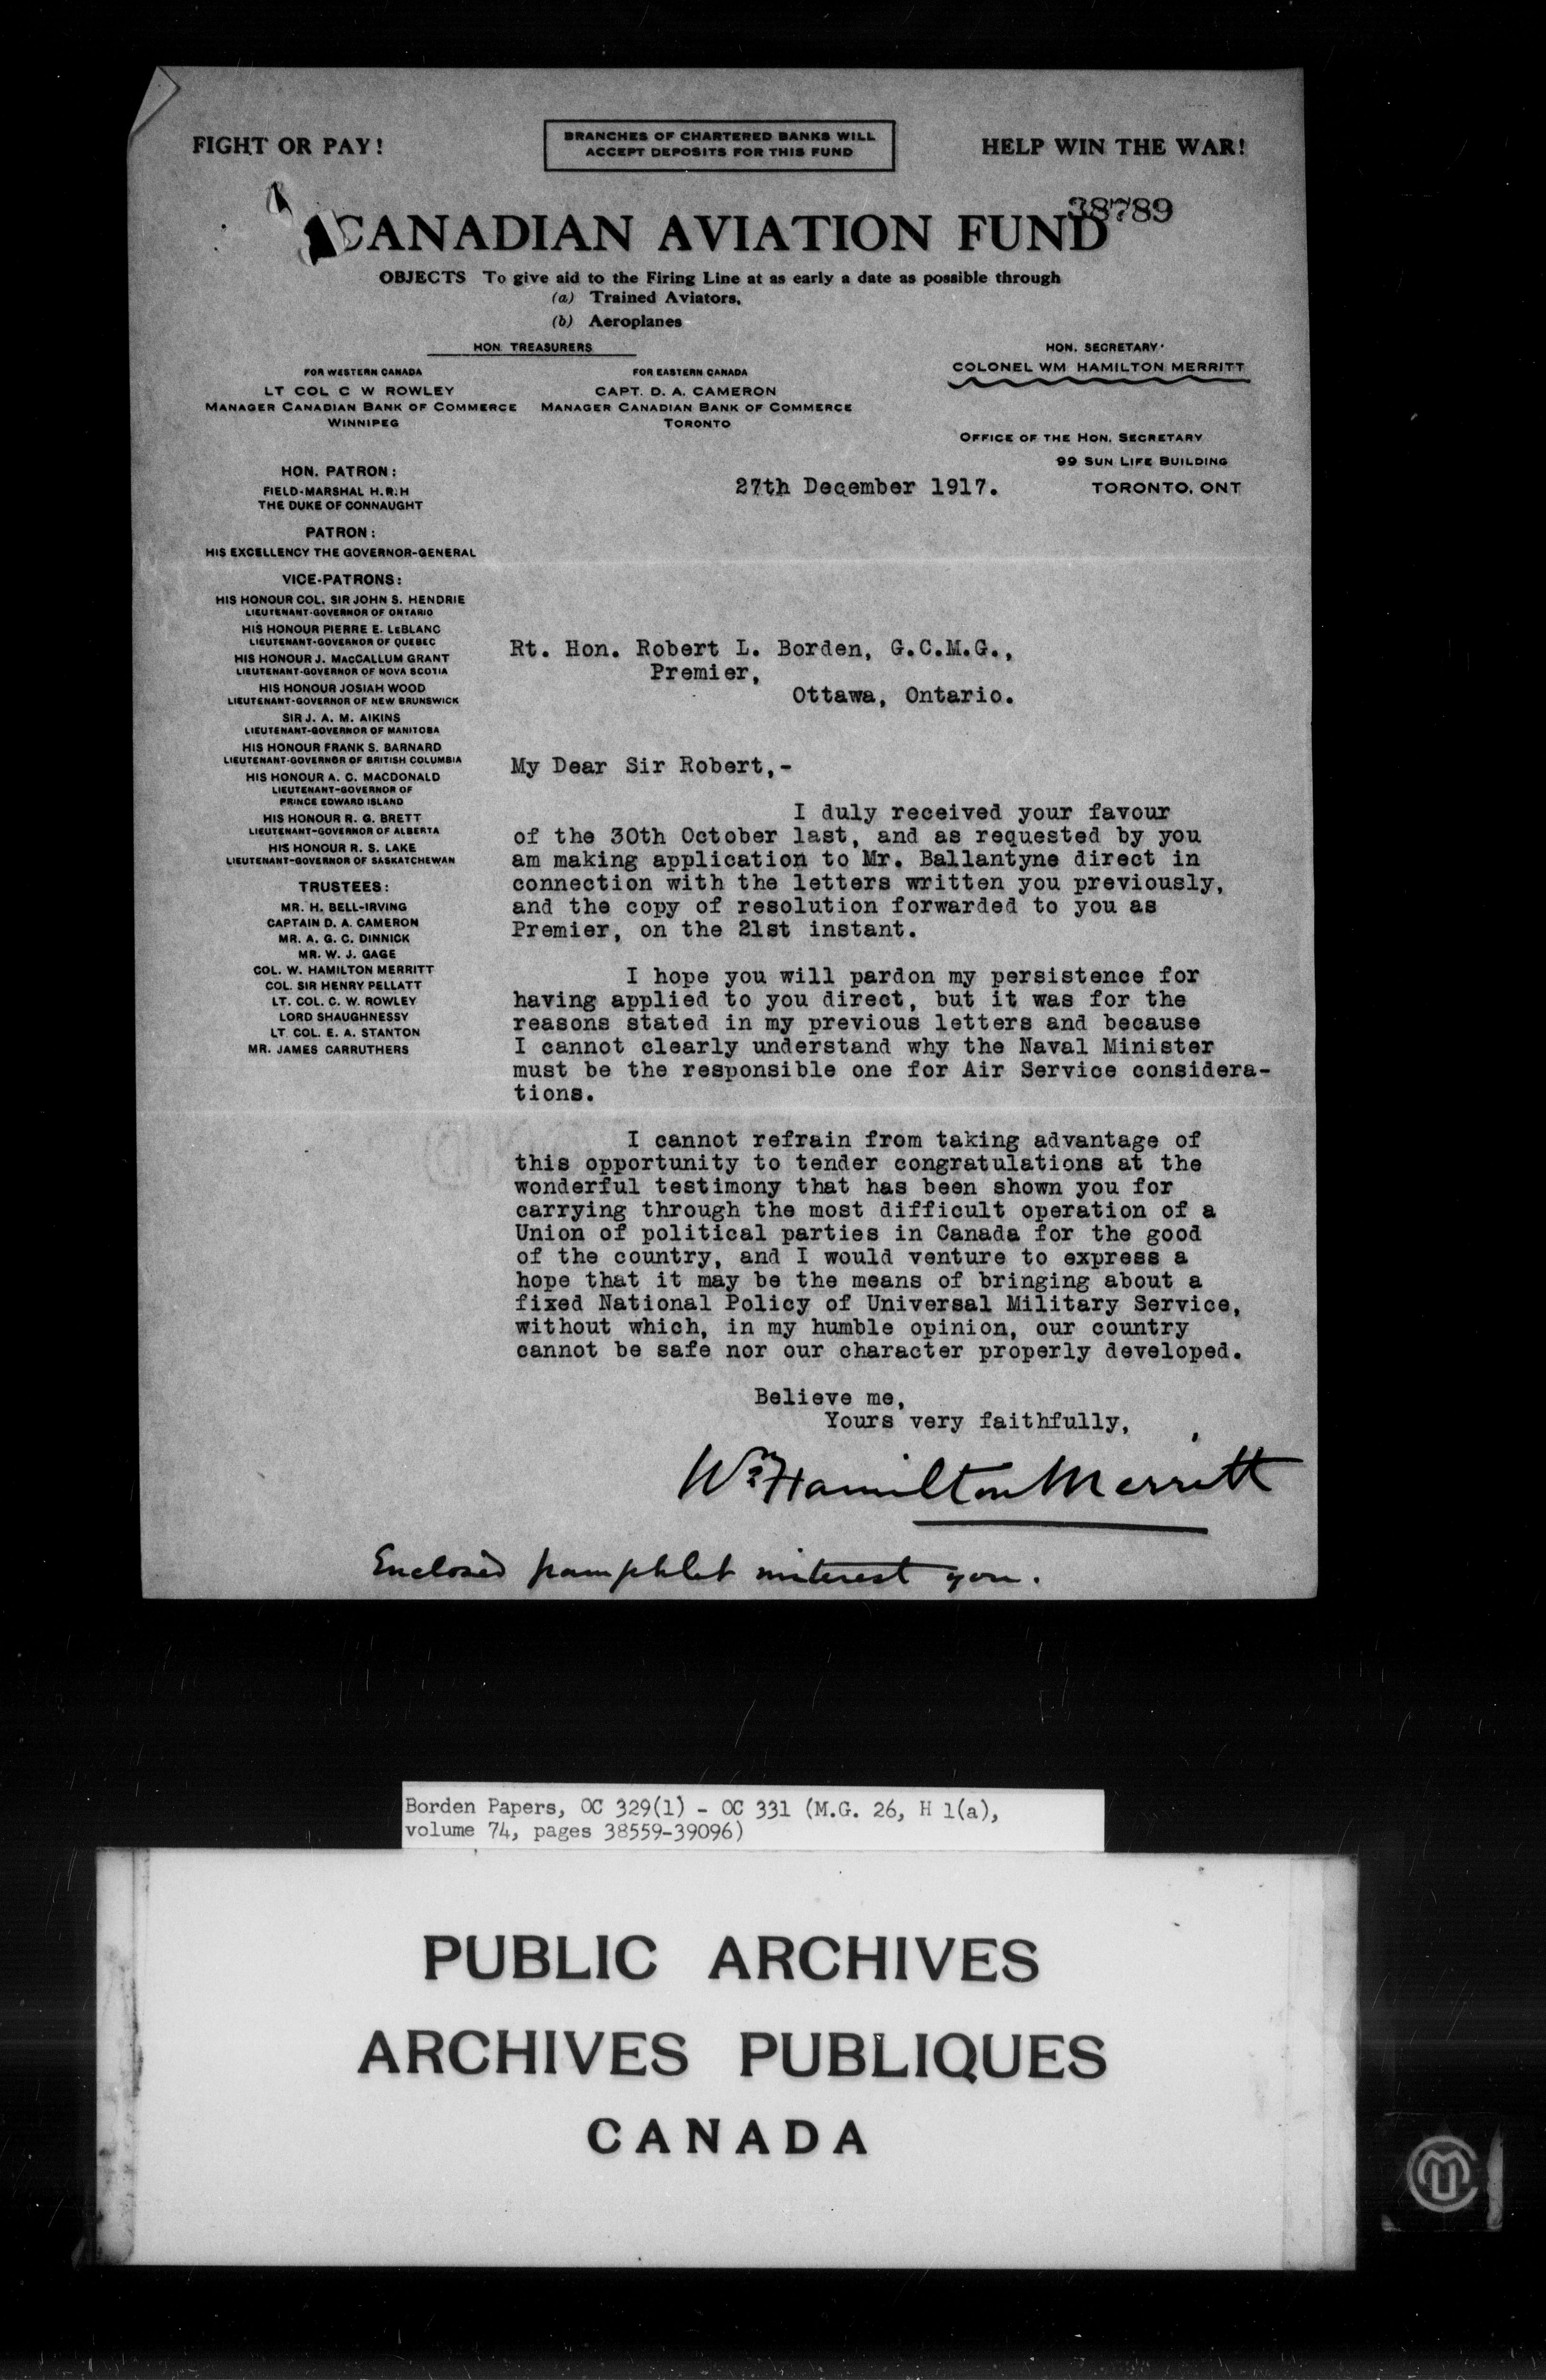 FIGHT OR PAY!
BRANCHES OF CHARTERED BANKS WILL
ACCEPT DEPOSITS FOR THIS FUND
HELP WIN THE WAR!
38789
CANADIAN AVIATION FUND
OBJECTS To give aid to the Firing Line at as early a date as possible through
(a) Trained Aviators,
(b) Aeroplanes
HON TREASURERS
FOR WESTERN CANADA
LT COL C W ROWLEY
MANAGER CANADIAN BANK OF COMMERCE
WINNIPEG
FOR EASTERN CANADA
CAPT. D. A. CAMERON
MANAGER CANADIAN BANK OF COMMERCE
TORONTO
HON. SECRETARY
COLONEL WM HAMILTON MERRITT
OFFICE OF THE HON. SECRETARY
99 SUN LIFE BUILDING
TORONTO, ONT
27th December 1917.
HON. PATRON:
FIELD-MARSHAL H.R.H
THE DUKE OF CONNAUGHT
PATRON:
HIS EXCELLENCY THE GOVERNOR-GENERAL
VICE-PATRONS:
HIS HONOUR COL. SIR JOHN S. HENDRIE
LIEUTENANT-GOVERNOR OF ONTARIO
HIS HONOUR PIERRE E. LEBLANC
LIEUTENANT-GOVERNOR OF QUEBEC
HIS HONOUR J. MACCALLUM GRANT
LIEUTENANT-GOVERNOR OF NOVA SCOTIA
HIS HONOUR JOSIAH WOOD
LIEUTENANT-GOVERNOR OF NEW BRUNSWICK
SIR J. A. M. AIKINS
LIEUTENANT-GOVERNOR OF MANITOBA
HIS HONOUR FRANK S. BARNARD
LIEUTENANT-GOVERNOR OF BRITISH COLUMBIA
HIS HONOUR A. C. MACDONALD
LIEUTENANT-GOVERNOR OF
PRINCE EDWARD ISLAND
HIS HONOUR R. G. BRETT
LIEUTENANT-GOVERNOR OF ALBERTA
HIS HONOUR R. S. LAKE
LIEUTENANT-GOVERNOR OF SASKATCHEWAN
TRUSTEES:
MR. H. BELL-IRVING
CAPTAIN D. A. CAMERON
MR. A. G. C. DINNICK
MR. W. J. GAGE
COL. W. HAMILTON MERRITT
COL. SIR HENRY PELLATT
LT. COL. C. W. ROWLEY
LORD SHAUGHNESSY
LT COL. E. A. STANTON
MR. JAMES CARRUTHERS
Rt. Hon. Robert L. Borden, G.C.M.G.,
Premier,
Ottawa, Ontario.
My Dear Sir Robert,-
I duly received your favour
of the 30th October last, and as requested by you
am making application to Mr. Ballantyne direct in
connection with the letters written you previously,
and the copy of resolution forwarded to you as
Premier, on the 21st instant.
I hope you will pardon my persistence for
having applied to you direct, but it was for the
reasons stated in my previous letters and because
I cannot clearly understand why the Naval Minister
must be the responsible one for Air Service considera-
tions.
I cannot refrain from taking advantage of
this opportunity to tender congratulations at the
wonderful testimony that has been shown you for
carrying through the most difficult operation of a
Union of political parties in Canada for the good
of the country, and I would venture to express a
hope that it may be the means of bringing about a
fixed National Policy of Universal Military Service,
without which, in my humble opinion, our country
cannot be safe nor our character properly developed.
Believe me,
Yours very faithfully,
Wm Hamilton Merritt
Enclosed pamphlet interest you.
Borden Papers, OC 329(1) - OC 331 (M.G. 26, H 1(a),
volume 74, pages 38559-39096)
PUBLIC ARCHIVES
ARCHIVES PUBLIQUES
CANADA